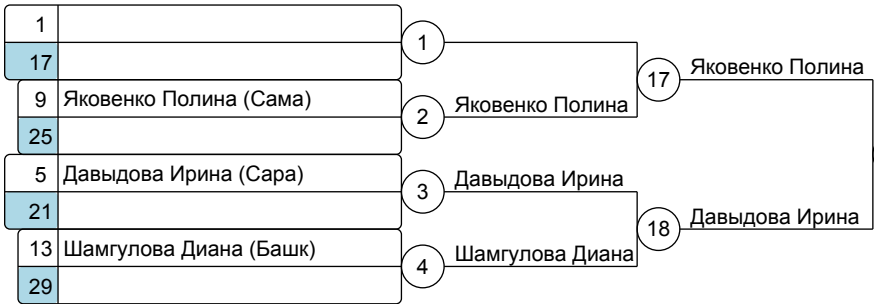 1
17
1
9 Яковенко Полина (Сама)
25
2
Яковенко Полина
17
Яковенко Полина
5 Давыдова Ирина (Сара)
21
3
Давыдова Ирина
13 Шамгулова Диана (Башк)
29
4
Шамгулова Диана
18
Давыдова Ирина